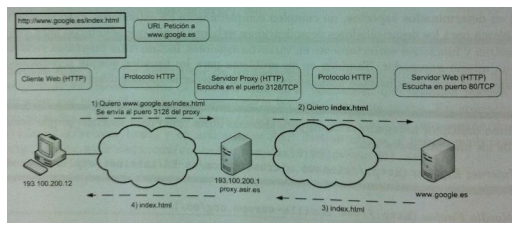 http://www.google.es/index.html
URI. Petición a
www.google.es
Cliente Web (HTTP)
Protocolo HTTP
Servidor Proxy (HTTP)
Escucha en el puerto 3128/TCP
Protocolo HTTP
Servidor Web (HTTP)
Escucha en puerto 80/TCP
1) Quiero www.google.es/index.html
Se envía al puero 3128 del proxy
2) Quiero index.html
193.100.200.12
193.100.200.1
proxy.asir.es
www.google.es
4) index.html
3) index.html